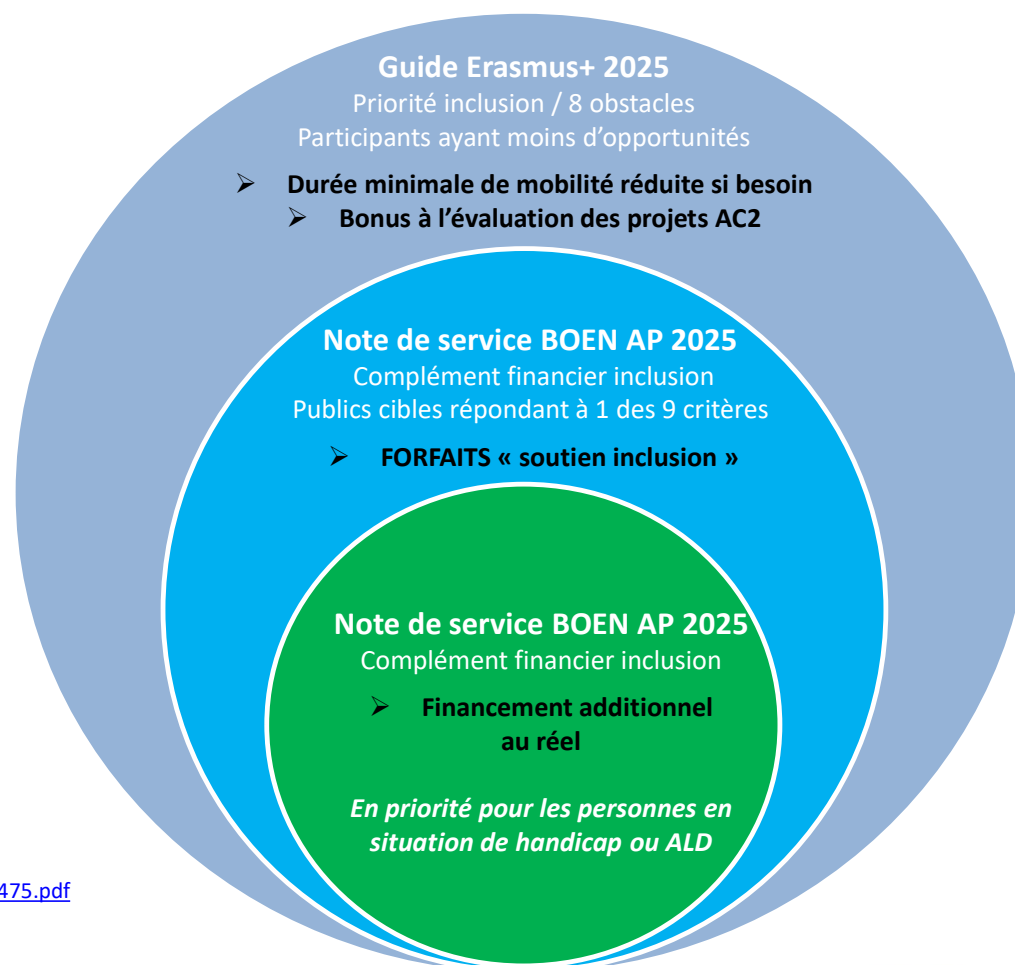 Guide Erasmus+ 2025
Priorité inclusion / 8 obstacles
Participants ayant moins d’opportunités
➢ Durée minimale de mobilité réduite si besoin
➢ Bonus à l’évaluation des projets AC2
Note de service BOEN AP 2025
Complément financier inclusion
Publics cibles répondant à 1 des 9 critères
➢ FORFAITS « soutien inclusion »
Note de service BOEN AP 2025
Complément financier inclusion
➢ Financement additionnel
au réel
En priorité pour les personnes en
situation de handicap ou ALD
475.pdf